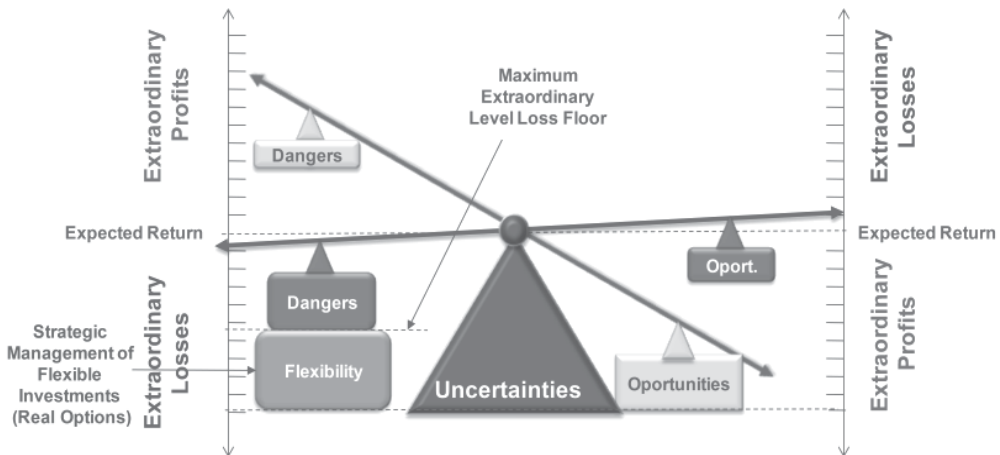 Extraordinary
Profits
Maximum
Extraordinary
Level Loss Floor
Extraordinary
Losses
Dangers
Expected Return
Expected Return
Oport.
Dangers
Extraordinary
Losses
Strategic
Management of
Flexible
Investments
(Real Options)
Flexibility
Uncertainties
Oportunities
Extraordinary
Profits